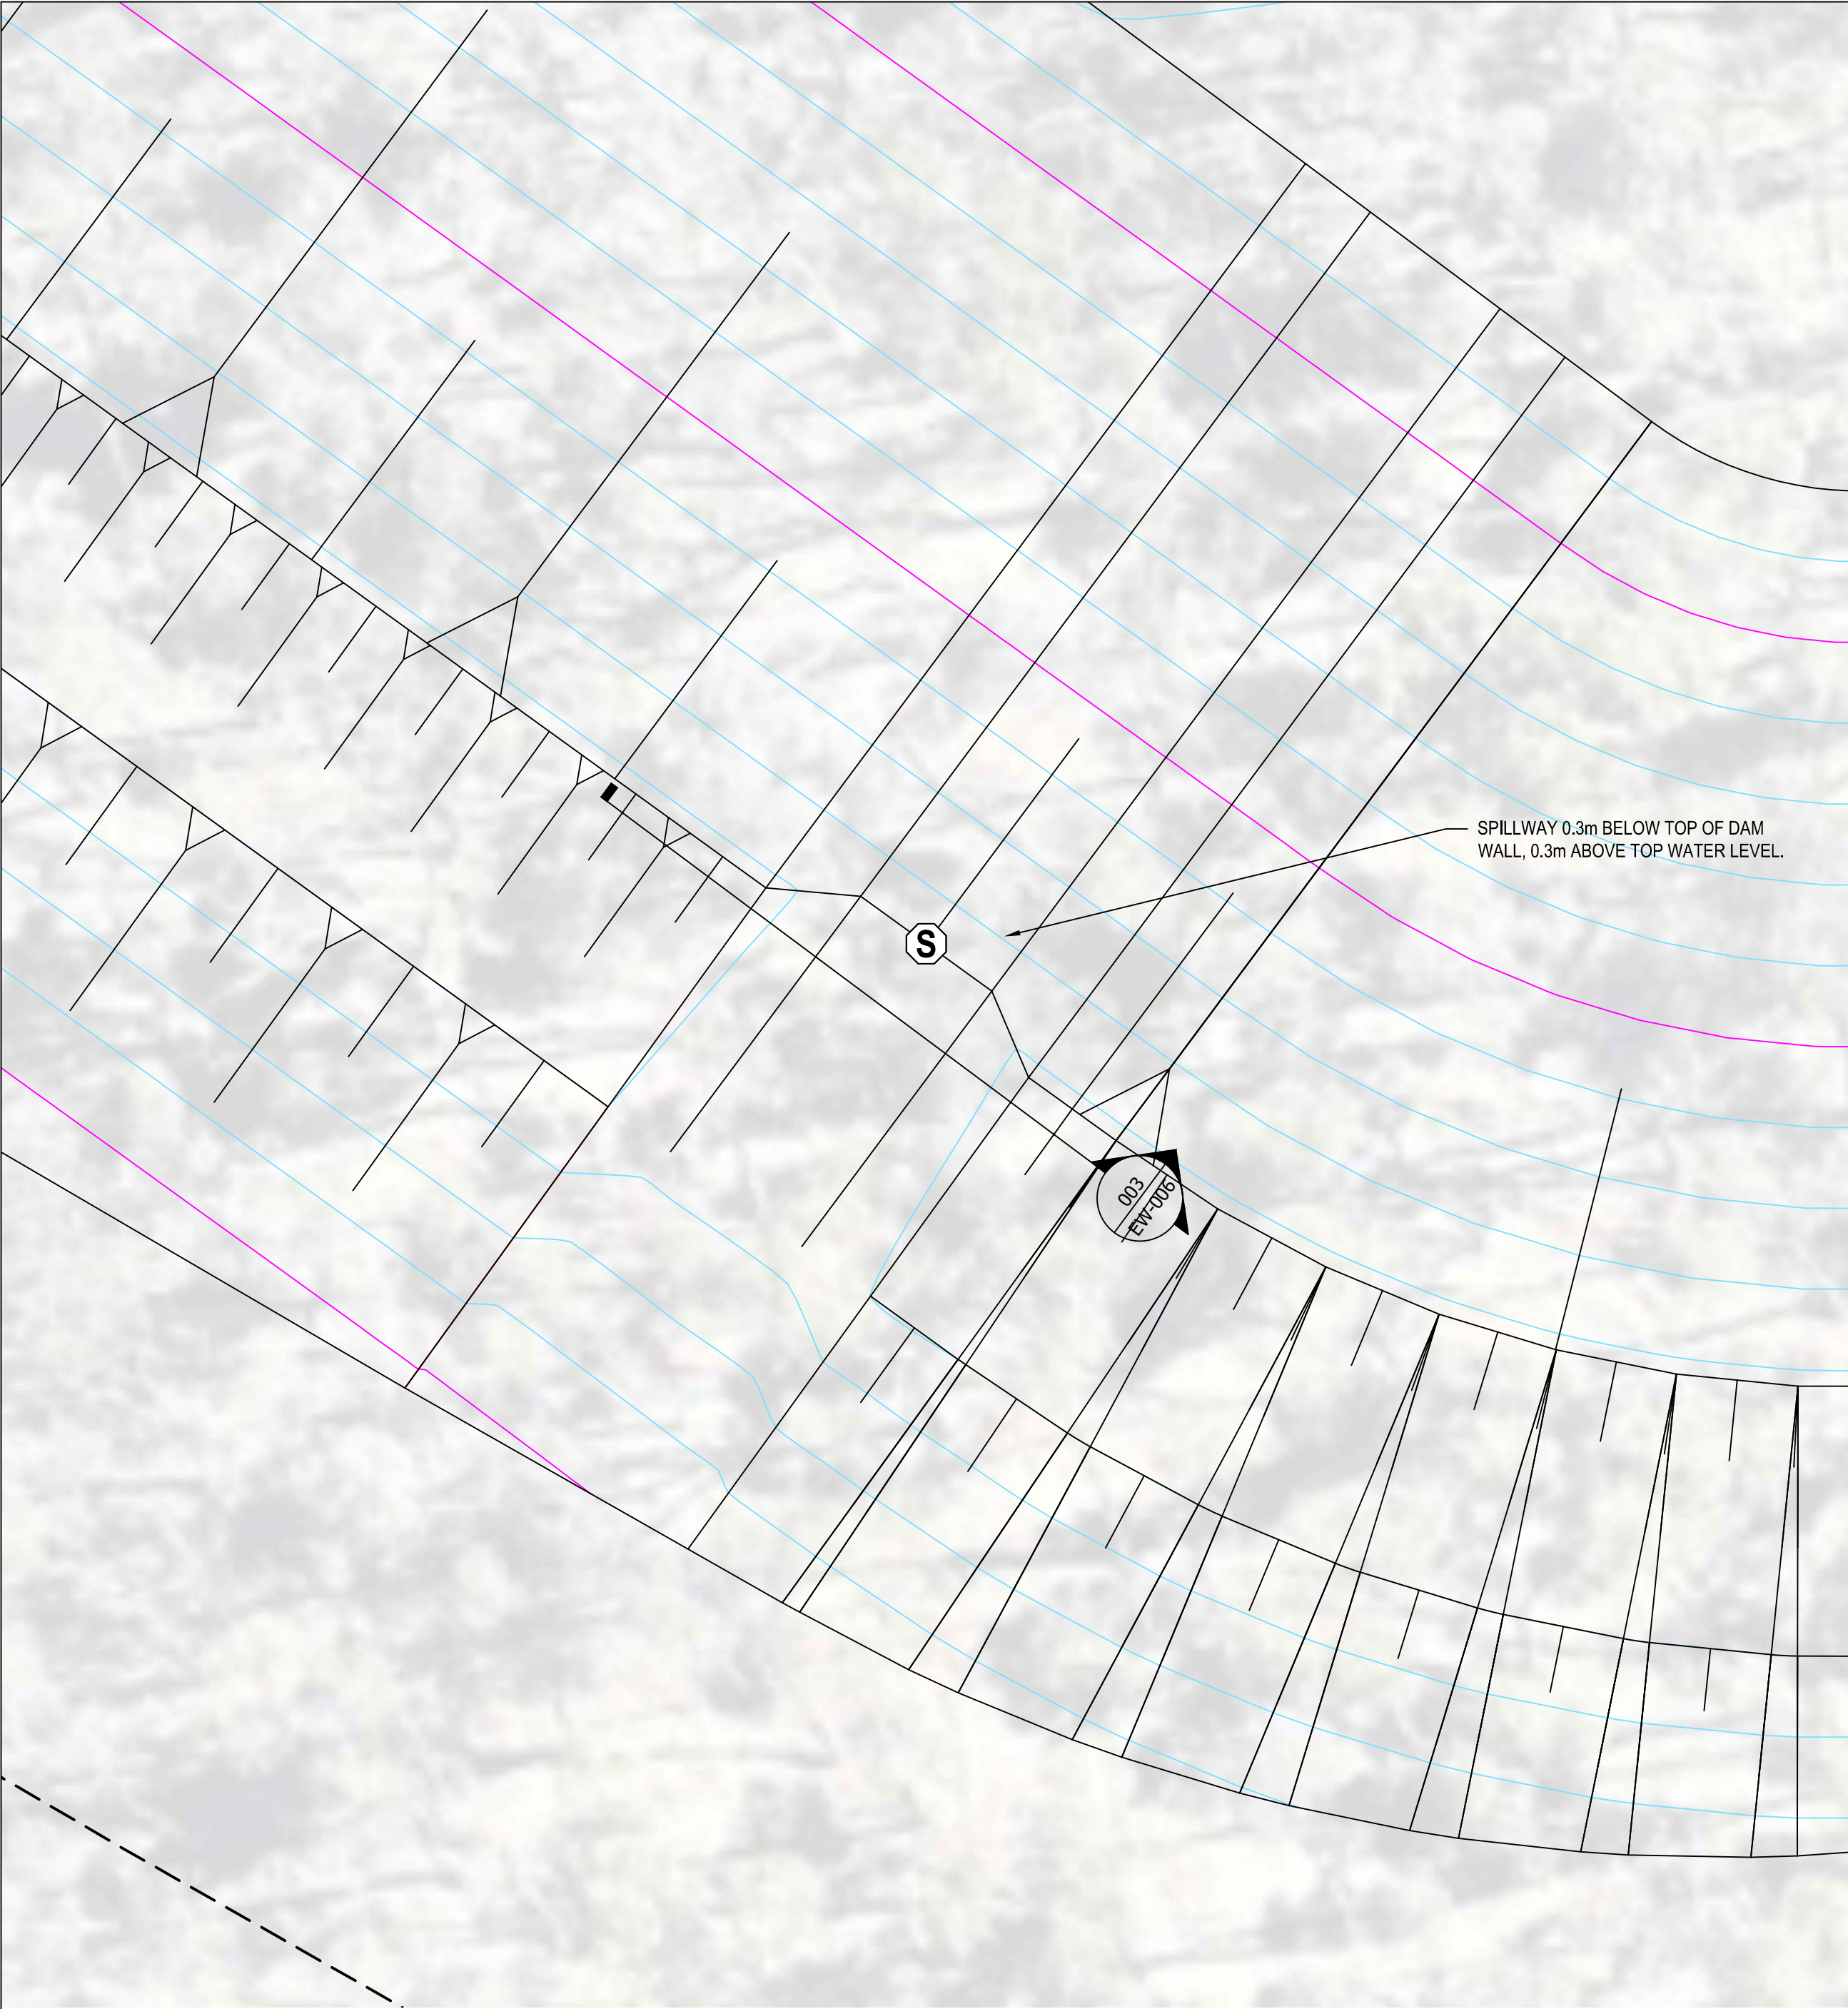 SPILLWAY 0.3m BELOW TOP OF DAM
WALL, 0.3m ABOVE TOP WATER LEVEL.
S
003
EW-006